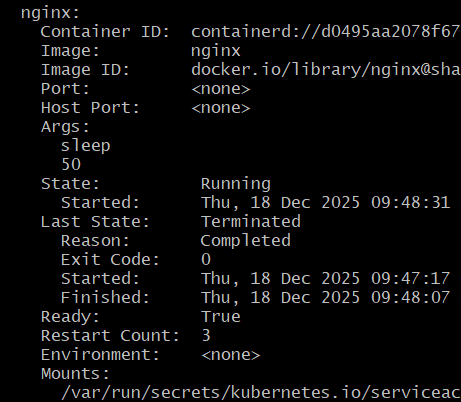 nginx:
Container ID: containerd://d0495aa2078f67
Image: nginx
Image ID: docker.io/library/nginx@sha
Port: <none>
Host Port: <none>
Args:
sleep
50
State: Running
Started: Thu, 18 Dec 2025 09:48:31
Last State: Terminated
Reason: Completed
Exit Code: 0
Started: Thu, 18 Dec 2025 09:47:17
Finished: Thu, 18 Dec 2025 09:48:07
Ready: True
Restart Count: 3
Environment: <none>
Mounts:
/var/run/secrets/kubernetes.io/serviceac